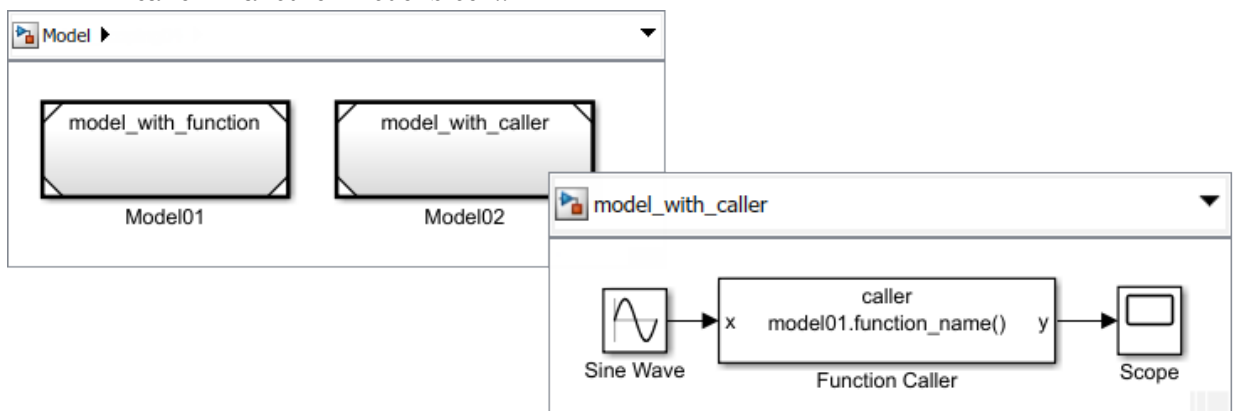 Model
model_with_function
model_with_caller
Model01
Model02
model_with_caller
caller
x model01.function_name() y
Sine Wave
Function Caller
Scope